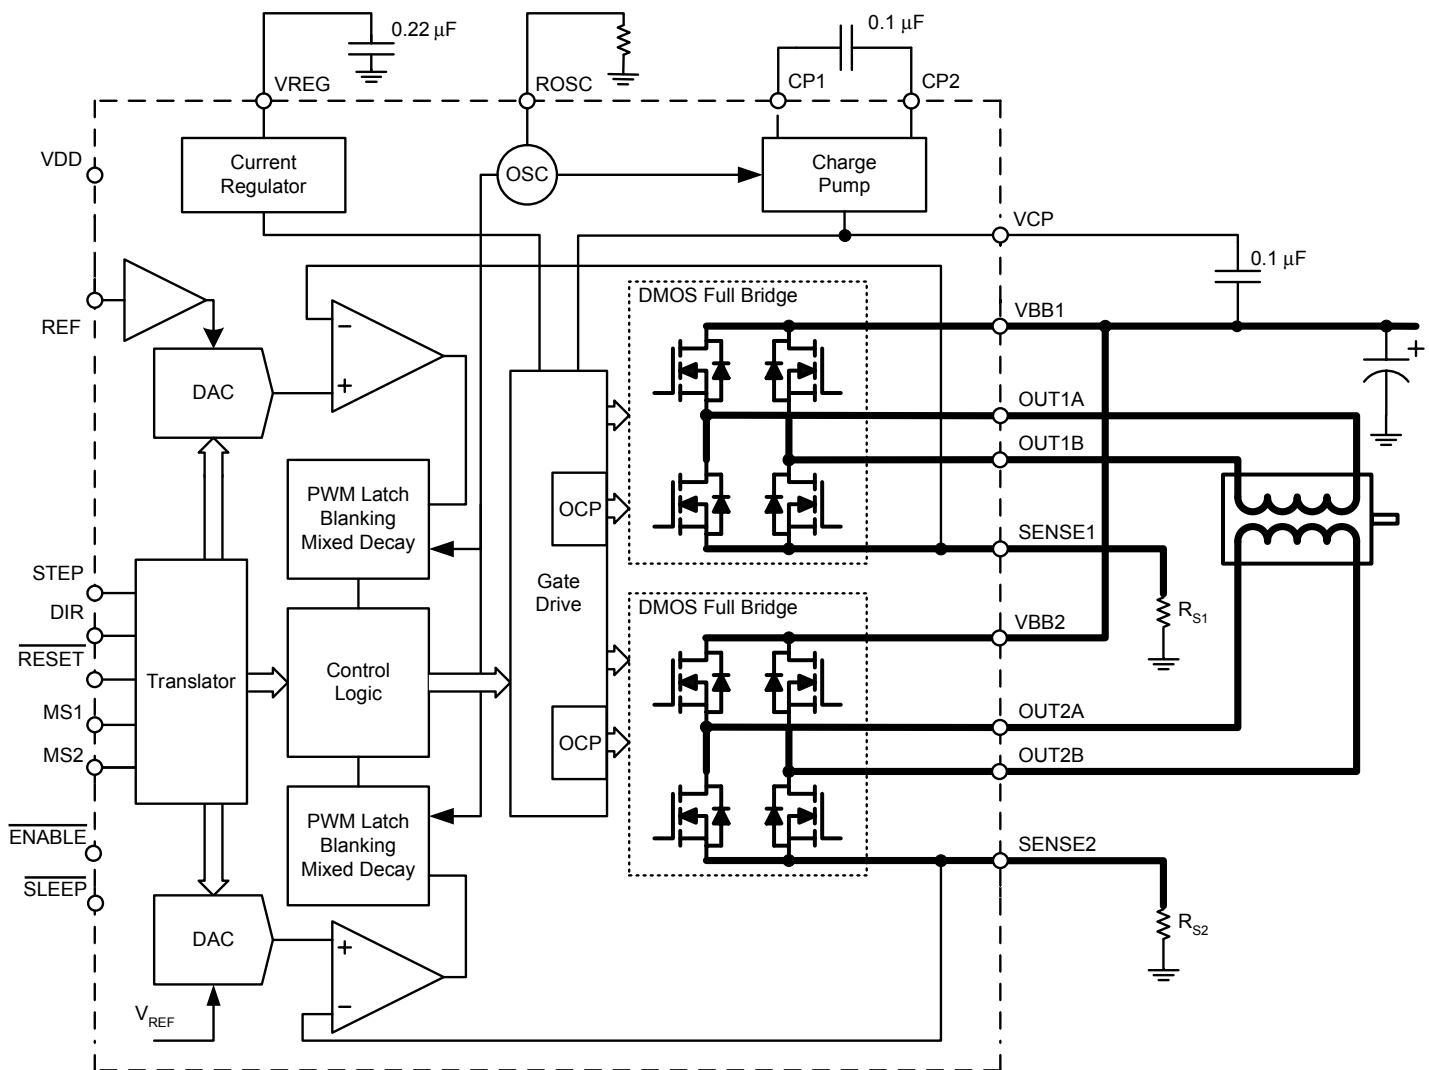 0.22 µF
0.1 µF
VREG
ROSC
CP1
CP2
VDD
Current
Regulator
OSC
Charge
Pump
VCP
0.1 µF
REF
DMOS Full Bridge
VBB1
−
+
+
DAC
OUT1A
OUT1B
PWM Latch
Blanking
Mixed Decay
OCP
SENSE1
STEP
DIR
RESET
MS1
MS2
Translator
Control
Logic
Gate
Drive
DMOS Full Bridge
RS1
VBB2
OUT2A
OUT2B
OCP
ENABLE
SLEEP
PWM Latch
Blanking
Mixed Decay
SENSE2
DAC
+
−
RS2
VREF